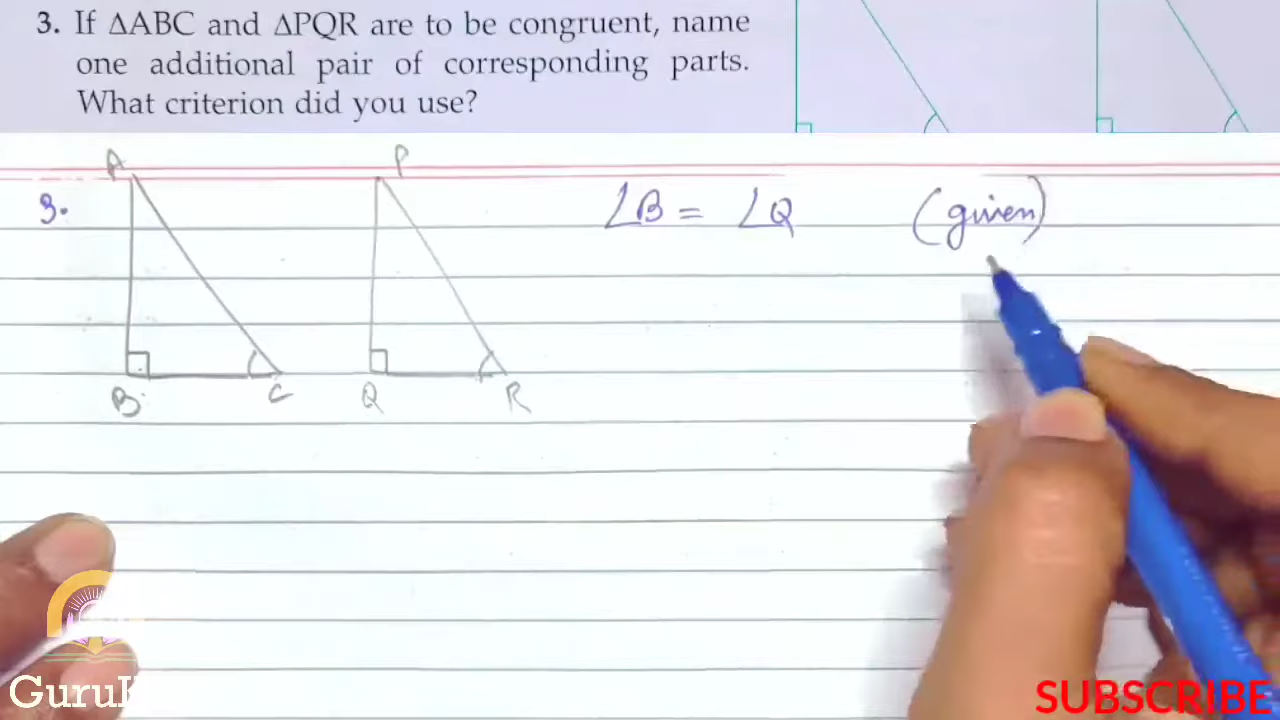 3. If ΔABC and ΔPQR are to be congruent, name
one additional pair of corresponding parts.
What criterion did you use?
A P
3. ∠B = ∠Q (given)
B C Q R
SUBSCRIBE